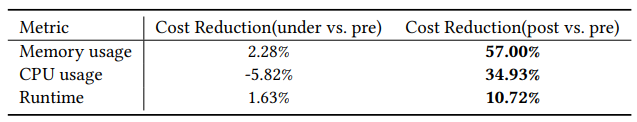 Metric Cost Reduction(under vs. pre) Cost Reduction(post vs. pre)
Memory usage 2.28% 57.00%
CPU usage -5.82% 34.93%
Runtime 1.63% 10.72%